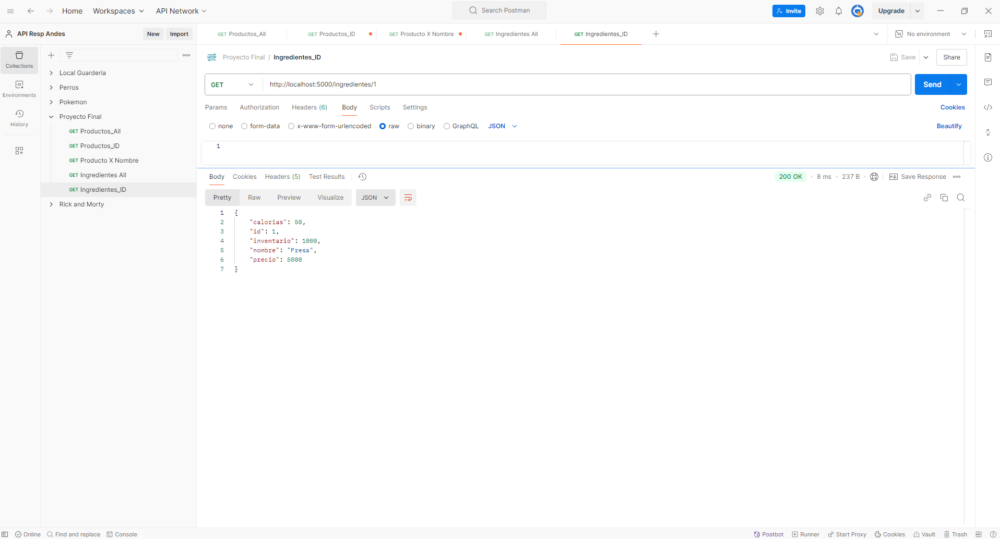 Home Workspaces API Network Search Postman Invite Upgrade
API Resp Andes New Import GET Productos_All GET Productos_ID GET Producto X Nombre GET Ingredientes All GET Ingredientes_ID No environment
Collections
Environments
History
Local Guarderia
Perros
Pokemon
Proyecto Final
GET Productos_All
GET Productos_ID
GET Producto X Nombre
GET Ingredientes All
GET Ingredientes_ID
Rick and Morty
HTTP Proyecto Final / Ingredientes_ID Save Share
GET http://localhost:5000/ingredientes/1 Send
Params Authorization Headers (6) Body Scripts Settings Cookies
none form-data x-www-form-urlencoded raw binary GraphQL JSON Beautify
1
Body Cookies Headers (5) Test Results 200 OK • 8 ms • 237 B • e.g. Save Response
Pretty Raw Preview Visualize JSON
1 {
2 "calorias": 50,
3 "id": 1,
4 "inventario": 1000,
5 "nombre": "Fresa",
6 "precio": 5000
7 }
Online Find and replace Console Postbot Runner Start Proxy Cookies Vault Trash